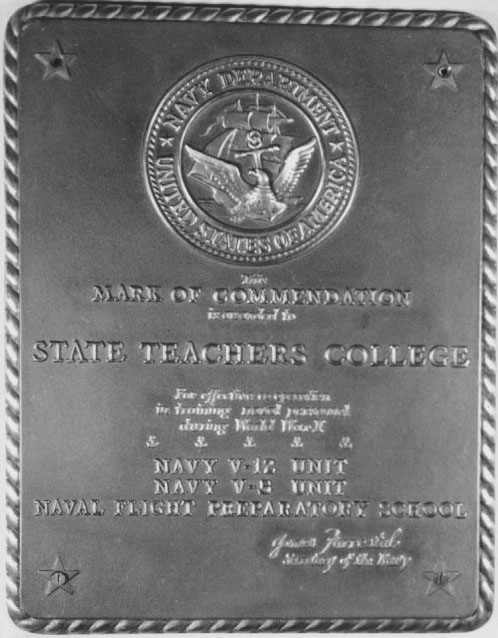 NAVY DEPARTMENT
UNITED STATES OF AMERICA
This
MARK OF COMMENDATION
is awarded to
STATE TEACHERS COLLEGE
For effective cooperation
in training naval personnel
during World War II
& & & & &
NAVY V-12 UNIT
NAVY V-5 UNIT
NAVAL FLIGHT PREPARATORY SCHOOL
James Forrestal
Secretary of the Navy